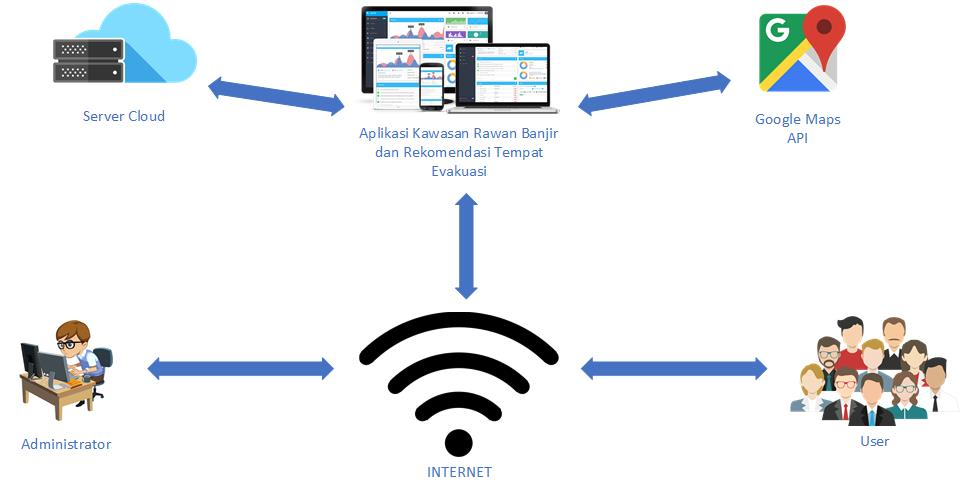 Server Cloud
Aplikasi Kawasan Rawan Banjir
dan Rekomendasi Tempat
Evakuasi
G
Google Maps
API
Administrator
INTERNET
User